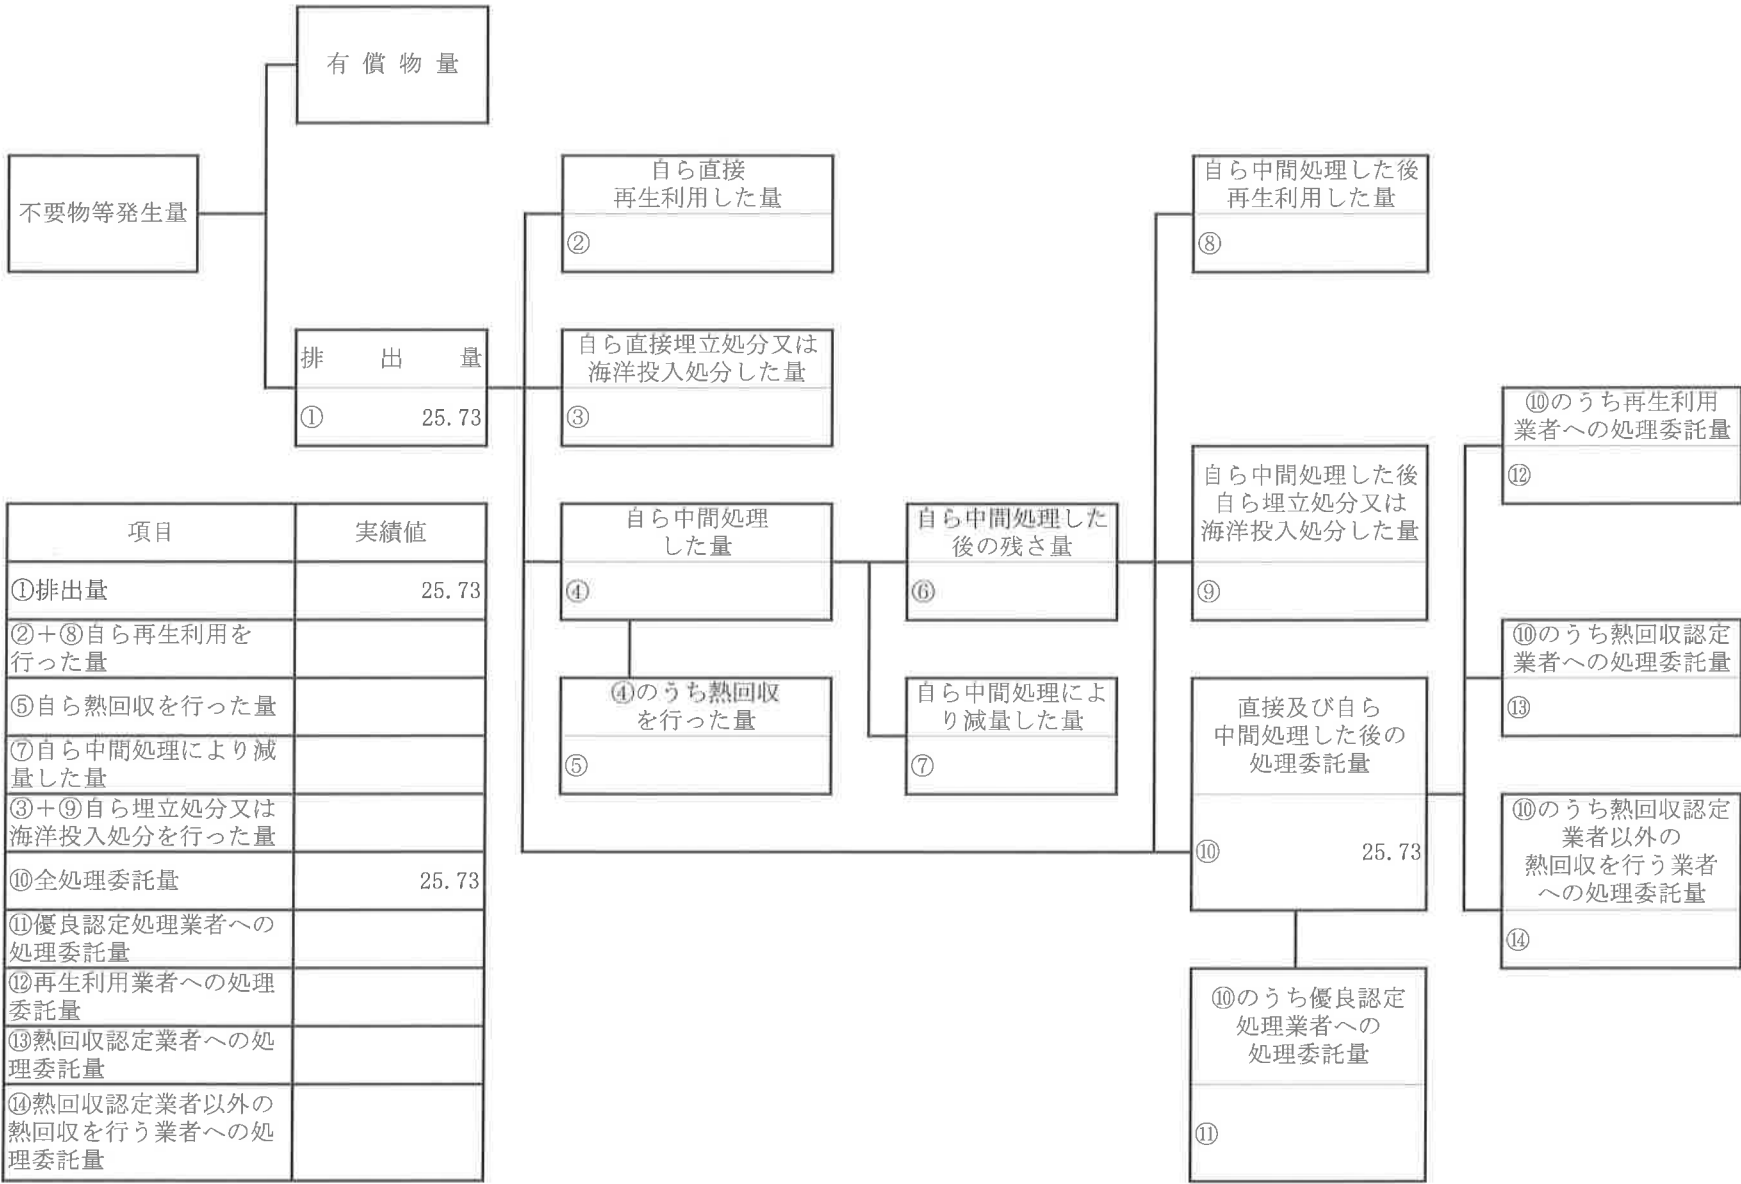 有償物量
不要物等発生量
排出量
① 25.73
自ら直接
再生利用した量
②
自ら直接埋立処分又は
海洋投入処分した量
③
自ら中間処理
した量
④
④のうち熱回収
を行った量
⑤
自ら中間処理した
後の残さ量
⑥
自ら中間処理によ
り減量した量
⑦
自ら中間処理した後
再生利用した量
⑧
自ら中間処理した後
自ら埋立処分又は
海洋投入処分した量
⑨
直接及び自ら
中間処理した後の
処理委託量
⑩ 25.73
⑩のうち優良認定
処理業者への
処理委託量
⑪
⑩のうち再生利用
業者への処理委託量
⑫
⑩のうち熱回収認定
業者への処理委託量
⑬
⑩のうち熱回収認定
業者以外の
熱回収を行う業者
への処理委託量
⑭
項目 実績値
①排出量 25.73
②＋⑧自ら再生利用を
行った量
⑤自ら熱回収を行った量
⑦自ら中間処理により減
量した量
③＋⑨自ら埋立処分又は
海洋投入処分を行った量
⑩全処理委託量 25.73
⑪優良認定処理業者への
処理委託量
⑫再生利用業者への処理
委託量
⑬熱回収認定業者への処
理委託量
⑭熱回収認定業者以外の
熱回収を行う業者への処
理委託量